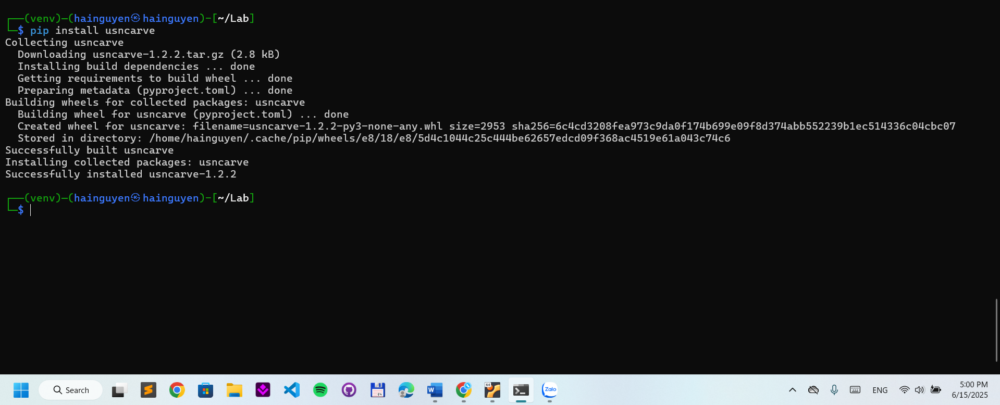 ┌──(venv)─(hainguyen㉿hainguyen)-[~/Lab]
└─$ pip install usncarve
Collecting usncarve
  Downloading usncarve-1.2.2.tar.gz (2.8 kB)
  Installing build dependencies ... done
  Getting requirements to build wheel ... done
  Preparing metadata (pyproject.toml) ... done
Building wheels for collected packages: usncarve
  Building wheel for usncarve (pyproject.toml) ... done
  Created wheel for usncarve: filename=usncarve-1.2.2-py3-none-any.whl size=2953 sha256=6c4cd3208fea973c9da0f174b699e09f8d374abb552239b1ec514336c04cbc07
  Stored in directory: /home/hainguyen/.cache/pip/wheels/e8/18/e8/5d4c1044c25c444be62657edcd09f368ac4519e61a043c74c6
Successfully built usncarve
Installing collected packages: usncarve
Successfully installed usncarve-1.2.2
┌──(venv)─(hainguyen㉿hainguyen)-[~/Lab]
└─$
Search
64
W
64
Zalo
ENG
5:00 PM
6/15/2025